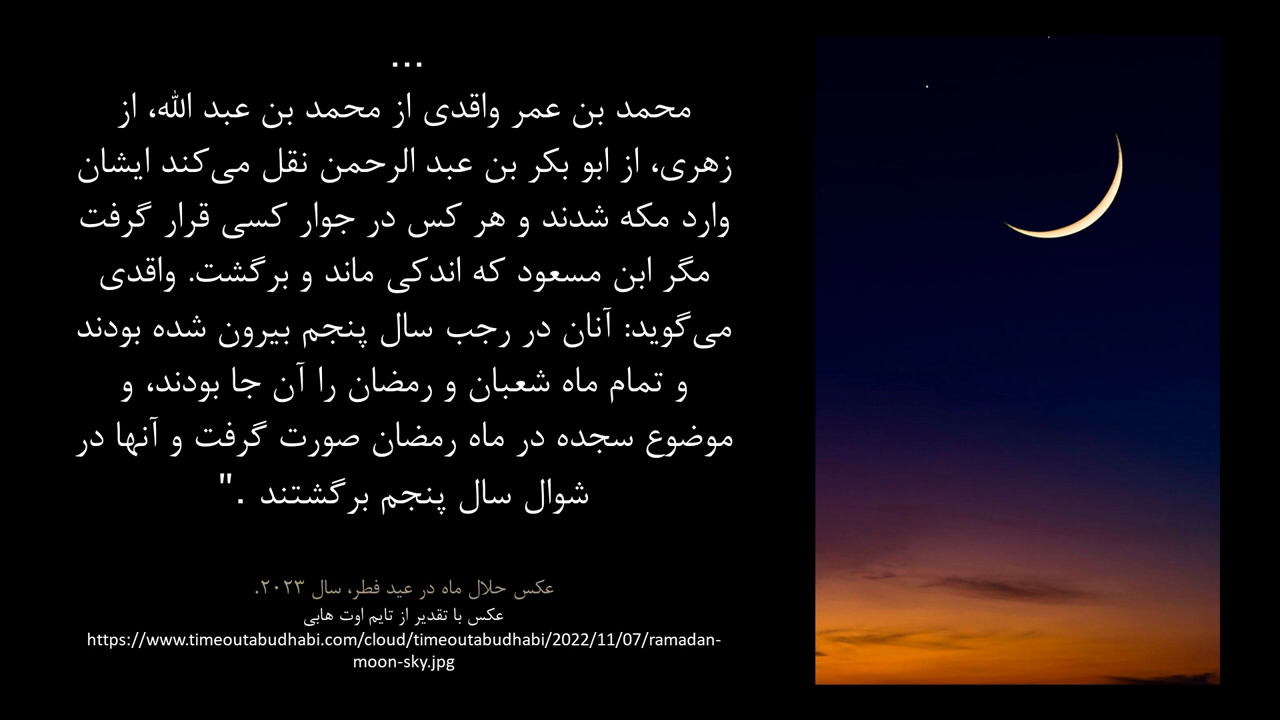 ...
محمد بن عمر واقدی از محمد بن عبد الله، از
زهری، از ابو بکر بن عبد الرحمن نقل می‌کند ایشان
وارد مکه شدند و هر کس در جوار کسی قرار گرفت
مگر ابن مسعود که اندکی ماند و برگشت. واقدی
می‌گوید: آنان در رجب سال پنجم بیرون شده بودند
و تمام ماه شعبان و رمضان را آن جا بودند، و
موضوع سجده در ماه رمضان صورت گرفت و آنها در
شوال سال پنجم برگشتند ."
عکس حلال ماه در عید فطر، سال ۲۰۲۳.
عکس با تقدیر از تایم اوت هابی
https://www.timeoutabudhabi.com/cloud/timeoutabudhabi/2022/11/07/ramadan-
moon-sky.jpg